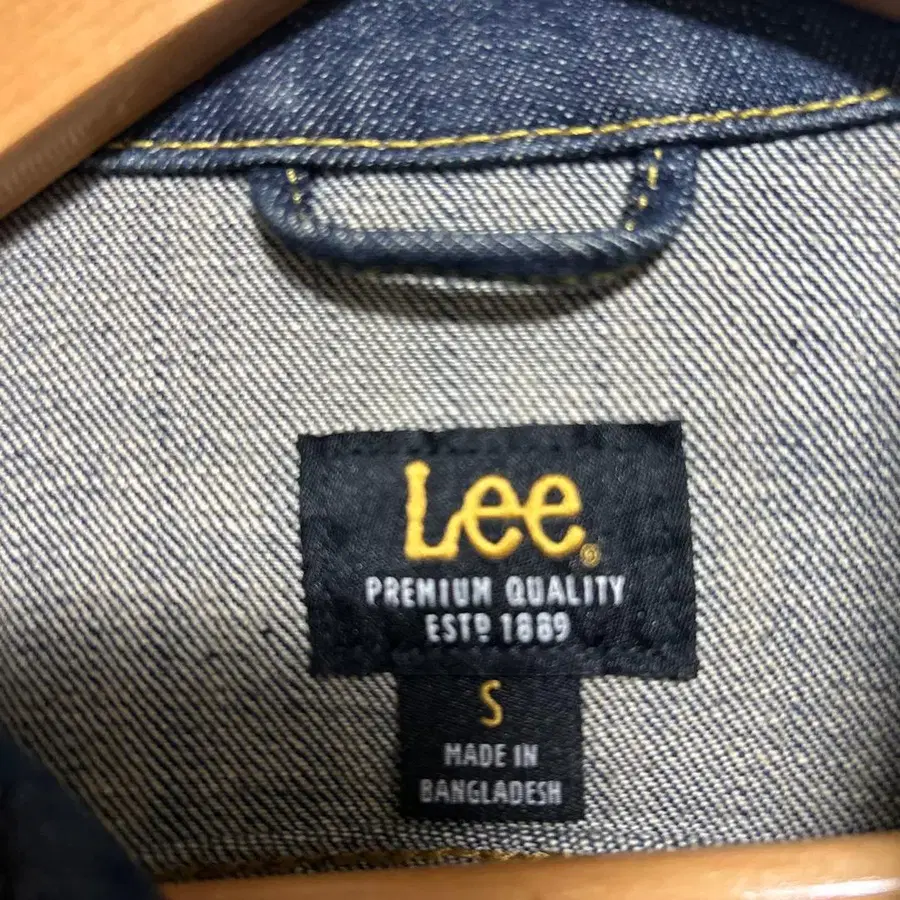 Lee®
PREMIUM QUALITY
ESTD 1889
S
MADE IN
BANGLADESH